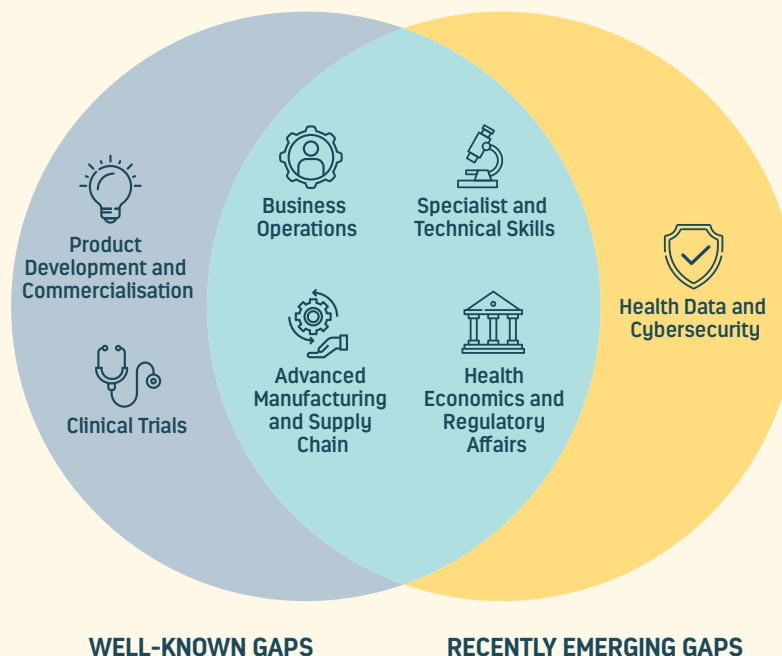 Product
Development and
Commercialisation
Clinical Trials
Business
Operations
Specialist and
Technical Skills
Advanced
Manufacturing
and Supply
Chain
Health
Economics and
Regulatory
Affairs
Health Data and
Cybersecurity
WELL-KNOWN GAPS
RECENTLY EMERGING GAPS